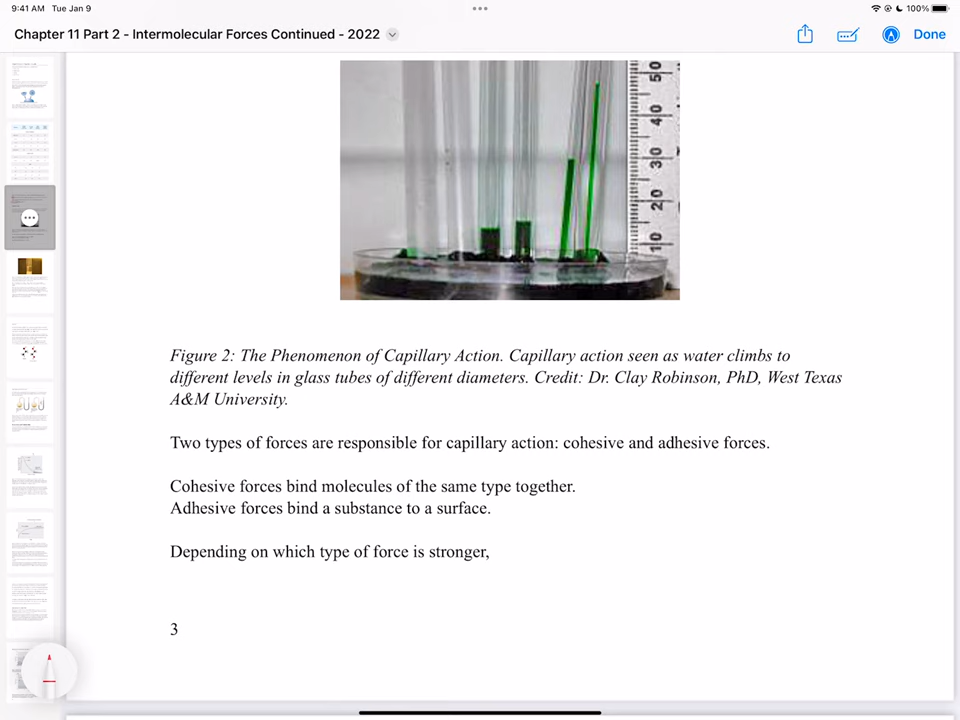 9:41 AM Tue Jan 9
100%
Chapter 11 Part 2 - Intermolecular Forces Continued - 2022
Done
10 20 30 40 50
Figure 2: The Phenomenon of Capillary Action. Capillary action seen as water climbs to
different levels in glass tubes of different diameters. Credit: Dr. Clay Robinson, PhD, West Texas
A&M University.
Two types of forces are responsible for capillary action: cohesive and adhesive forces.
Cohesive forces bind molecules of the same type together.
Adhesive forces bind a substance to a surface.
Depending on which type of force is stronger,
3